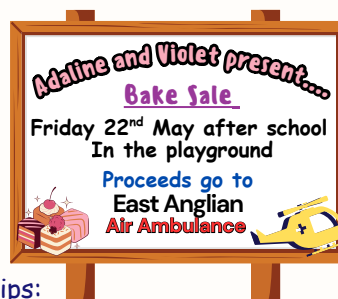 Adaline and Violet present....
Bake Sale
Friday 22nd May after school
In the playground
Proceeds go to
East Anglian
Air Ambulance
ips: